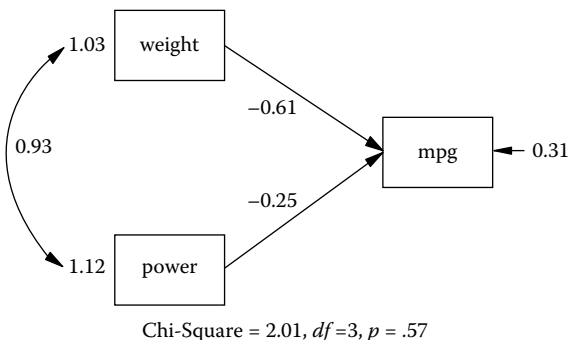 1.03
weight
−0.61
0.93
mpg
0.31
−0.25
1.12
power
Chi-Square = 2.01, df =3, p = .57